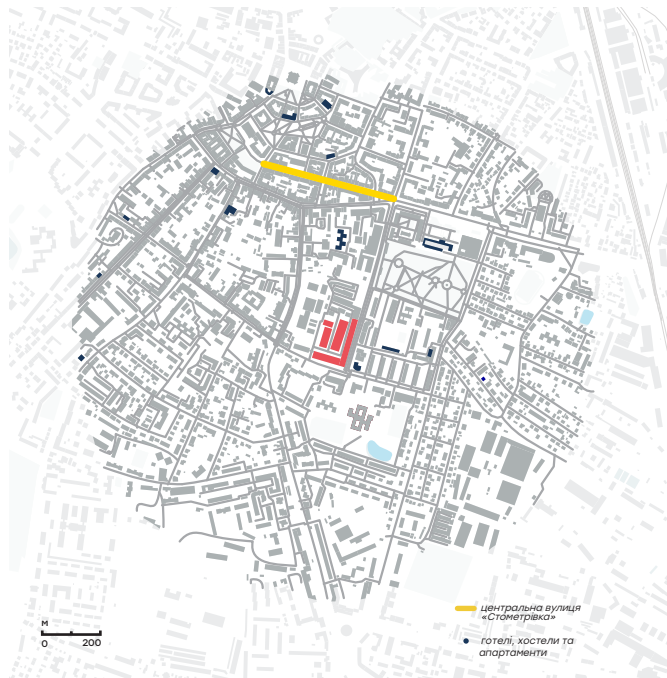 центральна вулиця
«Стометрівка»
готелі, хостели та
апартаменти
м
0 200